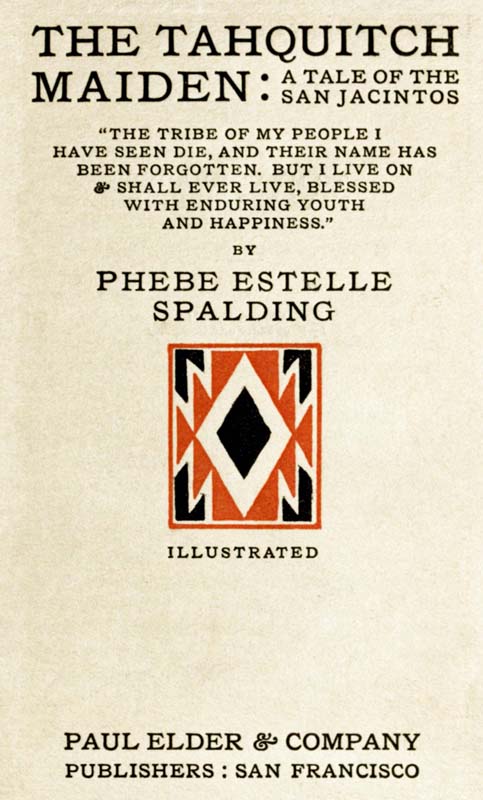 THE TAHQUITCH
MAIDEN: A TALE OF THE
SAN JACINTOS
"THE TRIBE OF MY PEOPLE I
HAVE SEEN DIE, AND THEIR NAME HAS
BEEN FORGOTTEN. BUT I LIVE ON
& SHALL EVER LIVE, BLESSED
WITH ENDURING YOUTH
AND HAPPINESS."
BY
PHEBE ESTELLE
SPALDING
ILLUSTRATED
PAUL ELDER & COMPANY
PUBLISHERS : SAN FRANCISCO